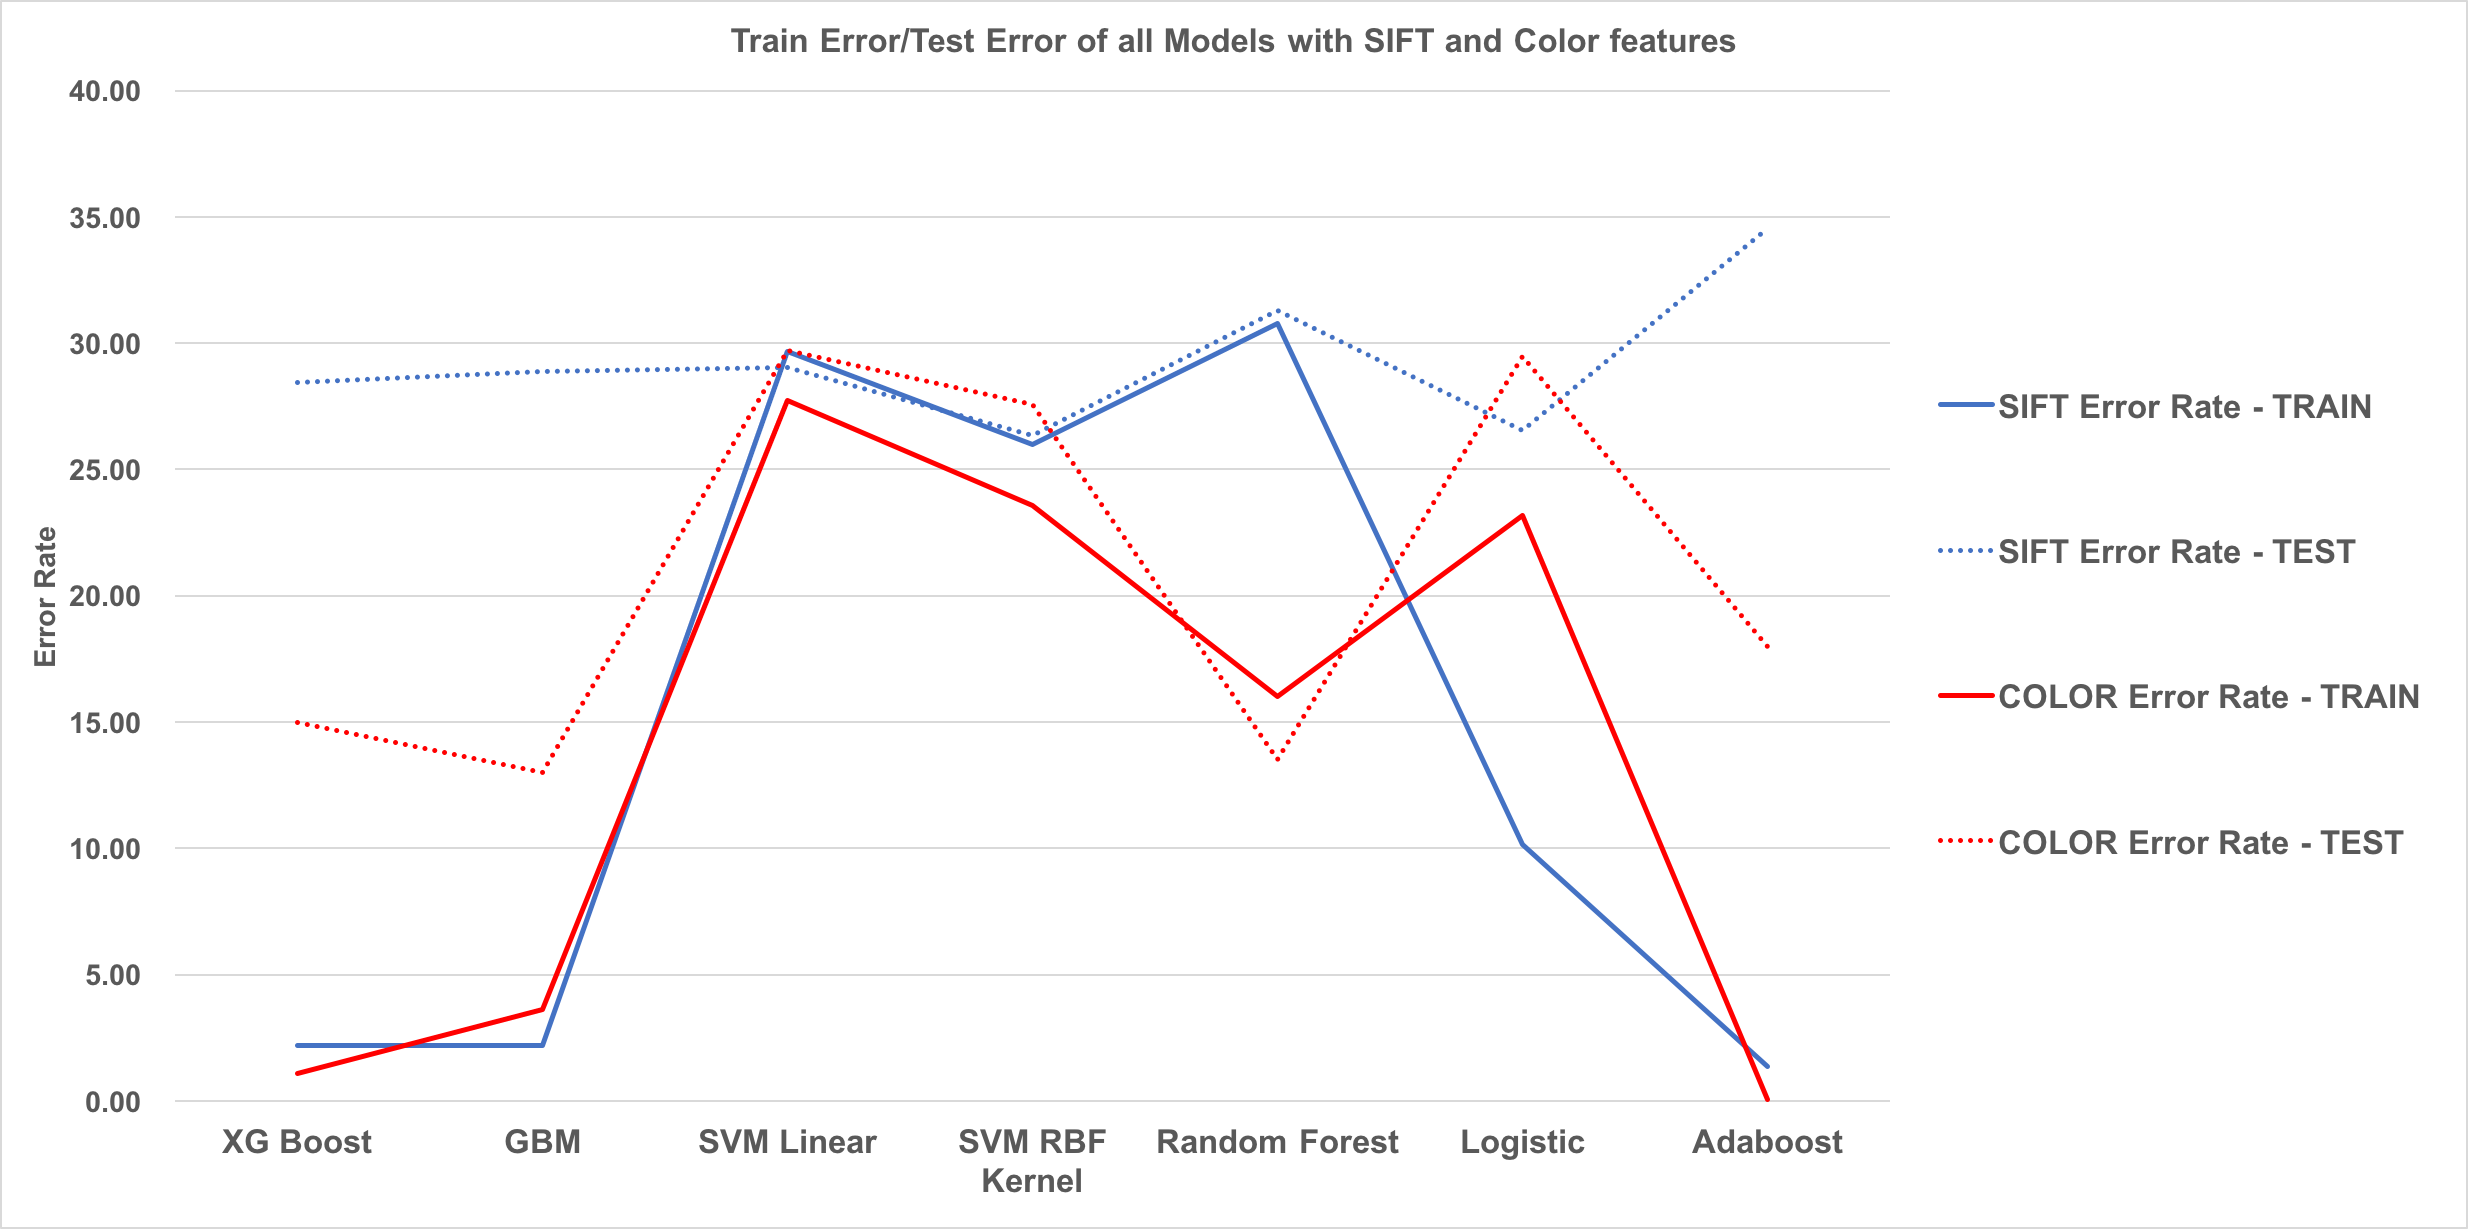 Train Error/Test Error of all Models with SIFT and Color features
40.00
35.00
30.00
25.00
20.00
15.00
10.00
5.00
0.00
Error Rate
XG Boost
GBM
SVM Linear
SVM RBF
Kernel
Random Forest
Logistic
Adaboost
SIFT Error Rate - TRAIN
SIFT Error Rate - TEST
COLOR Error Rate - TRAIN
COLOR Error Rate - TEST